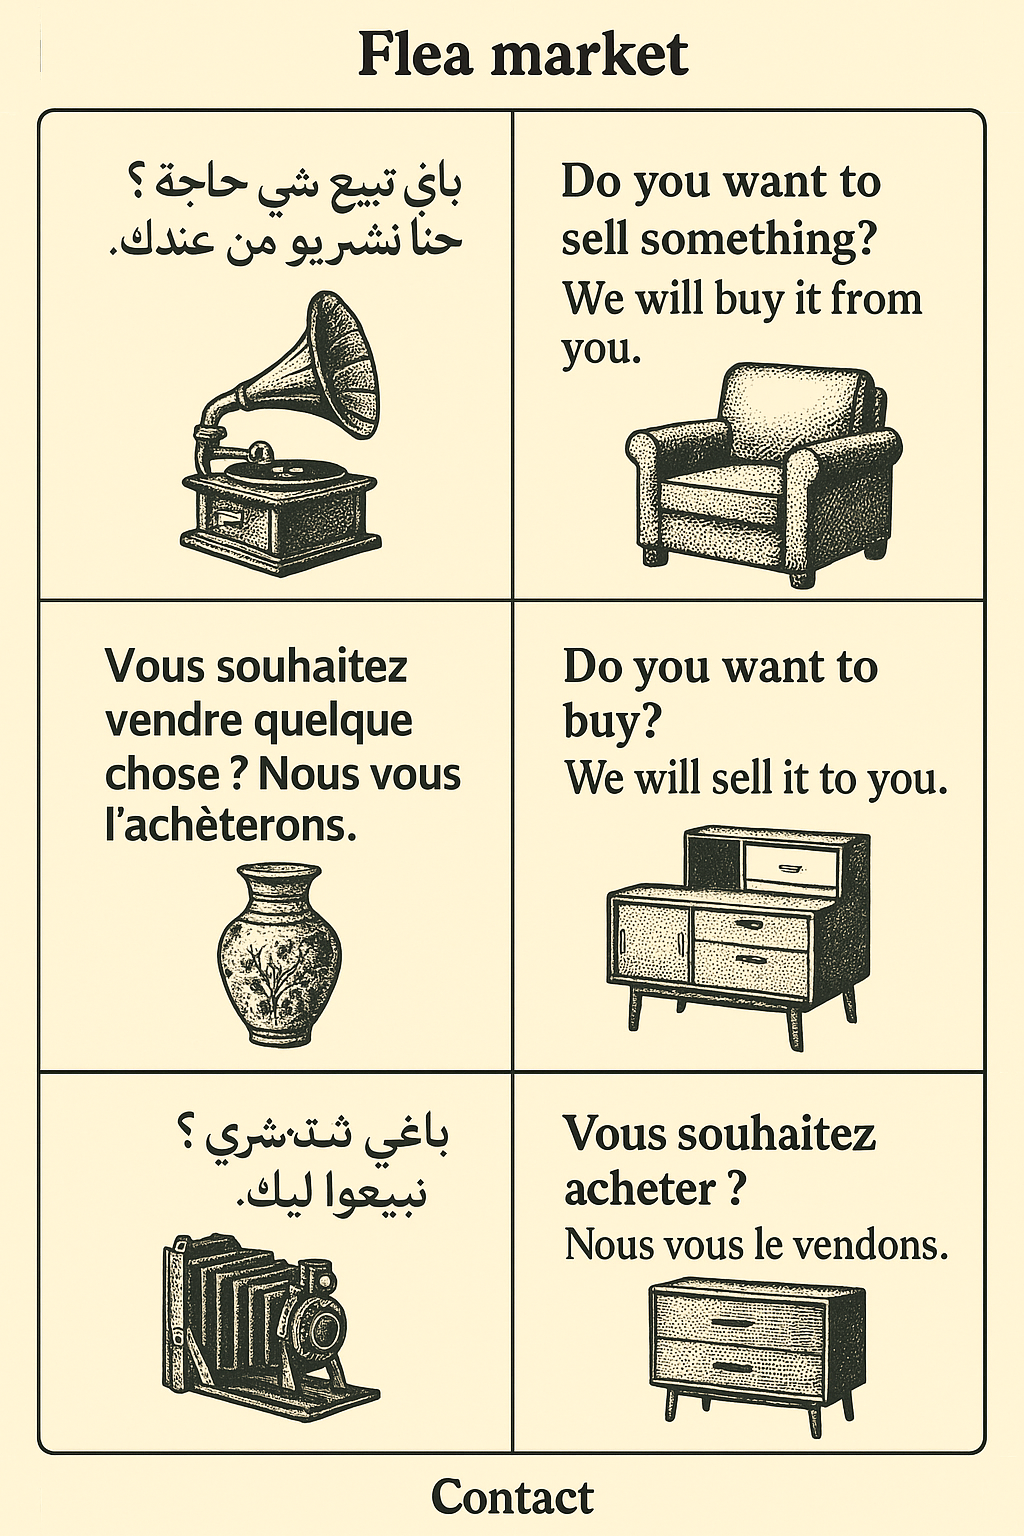 Flea market
باغي تبيع شي حاجة ؟
حنا نشريو من عندك.
Do you want to
sell something?
We will buy it from
you.
Vous souhaitez
vendre quelque
chose ? Nous vous
l'achèterons.
Do you want to
buy?
We will sell it to you.
باغي ؟
نبيعوا ليك.
Vous souhaitez
acheter ?
Nous vous le vendons.
Contact